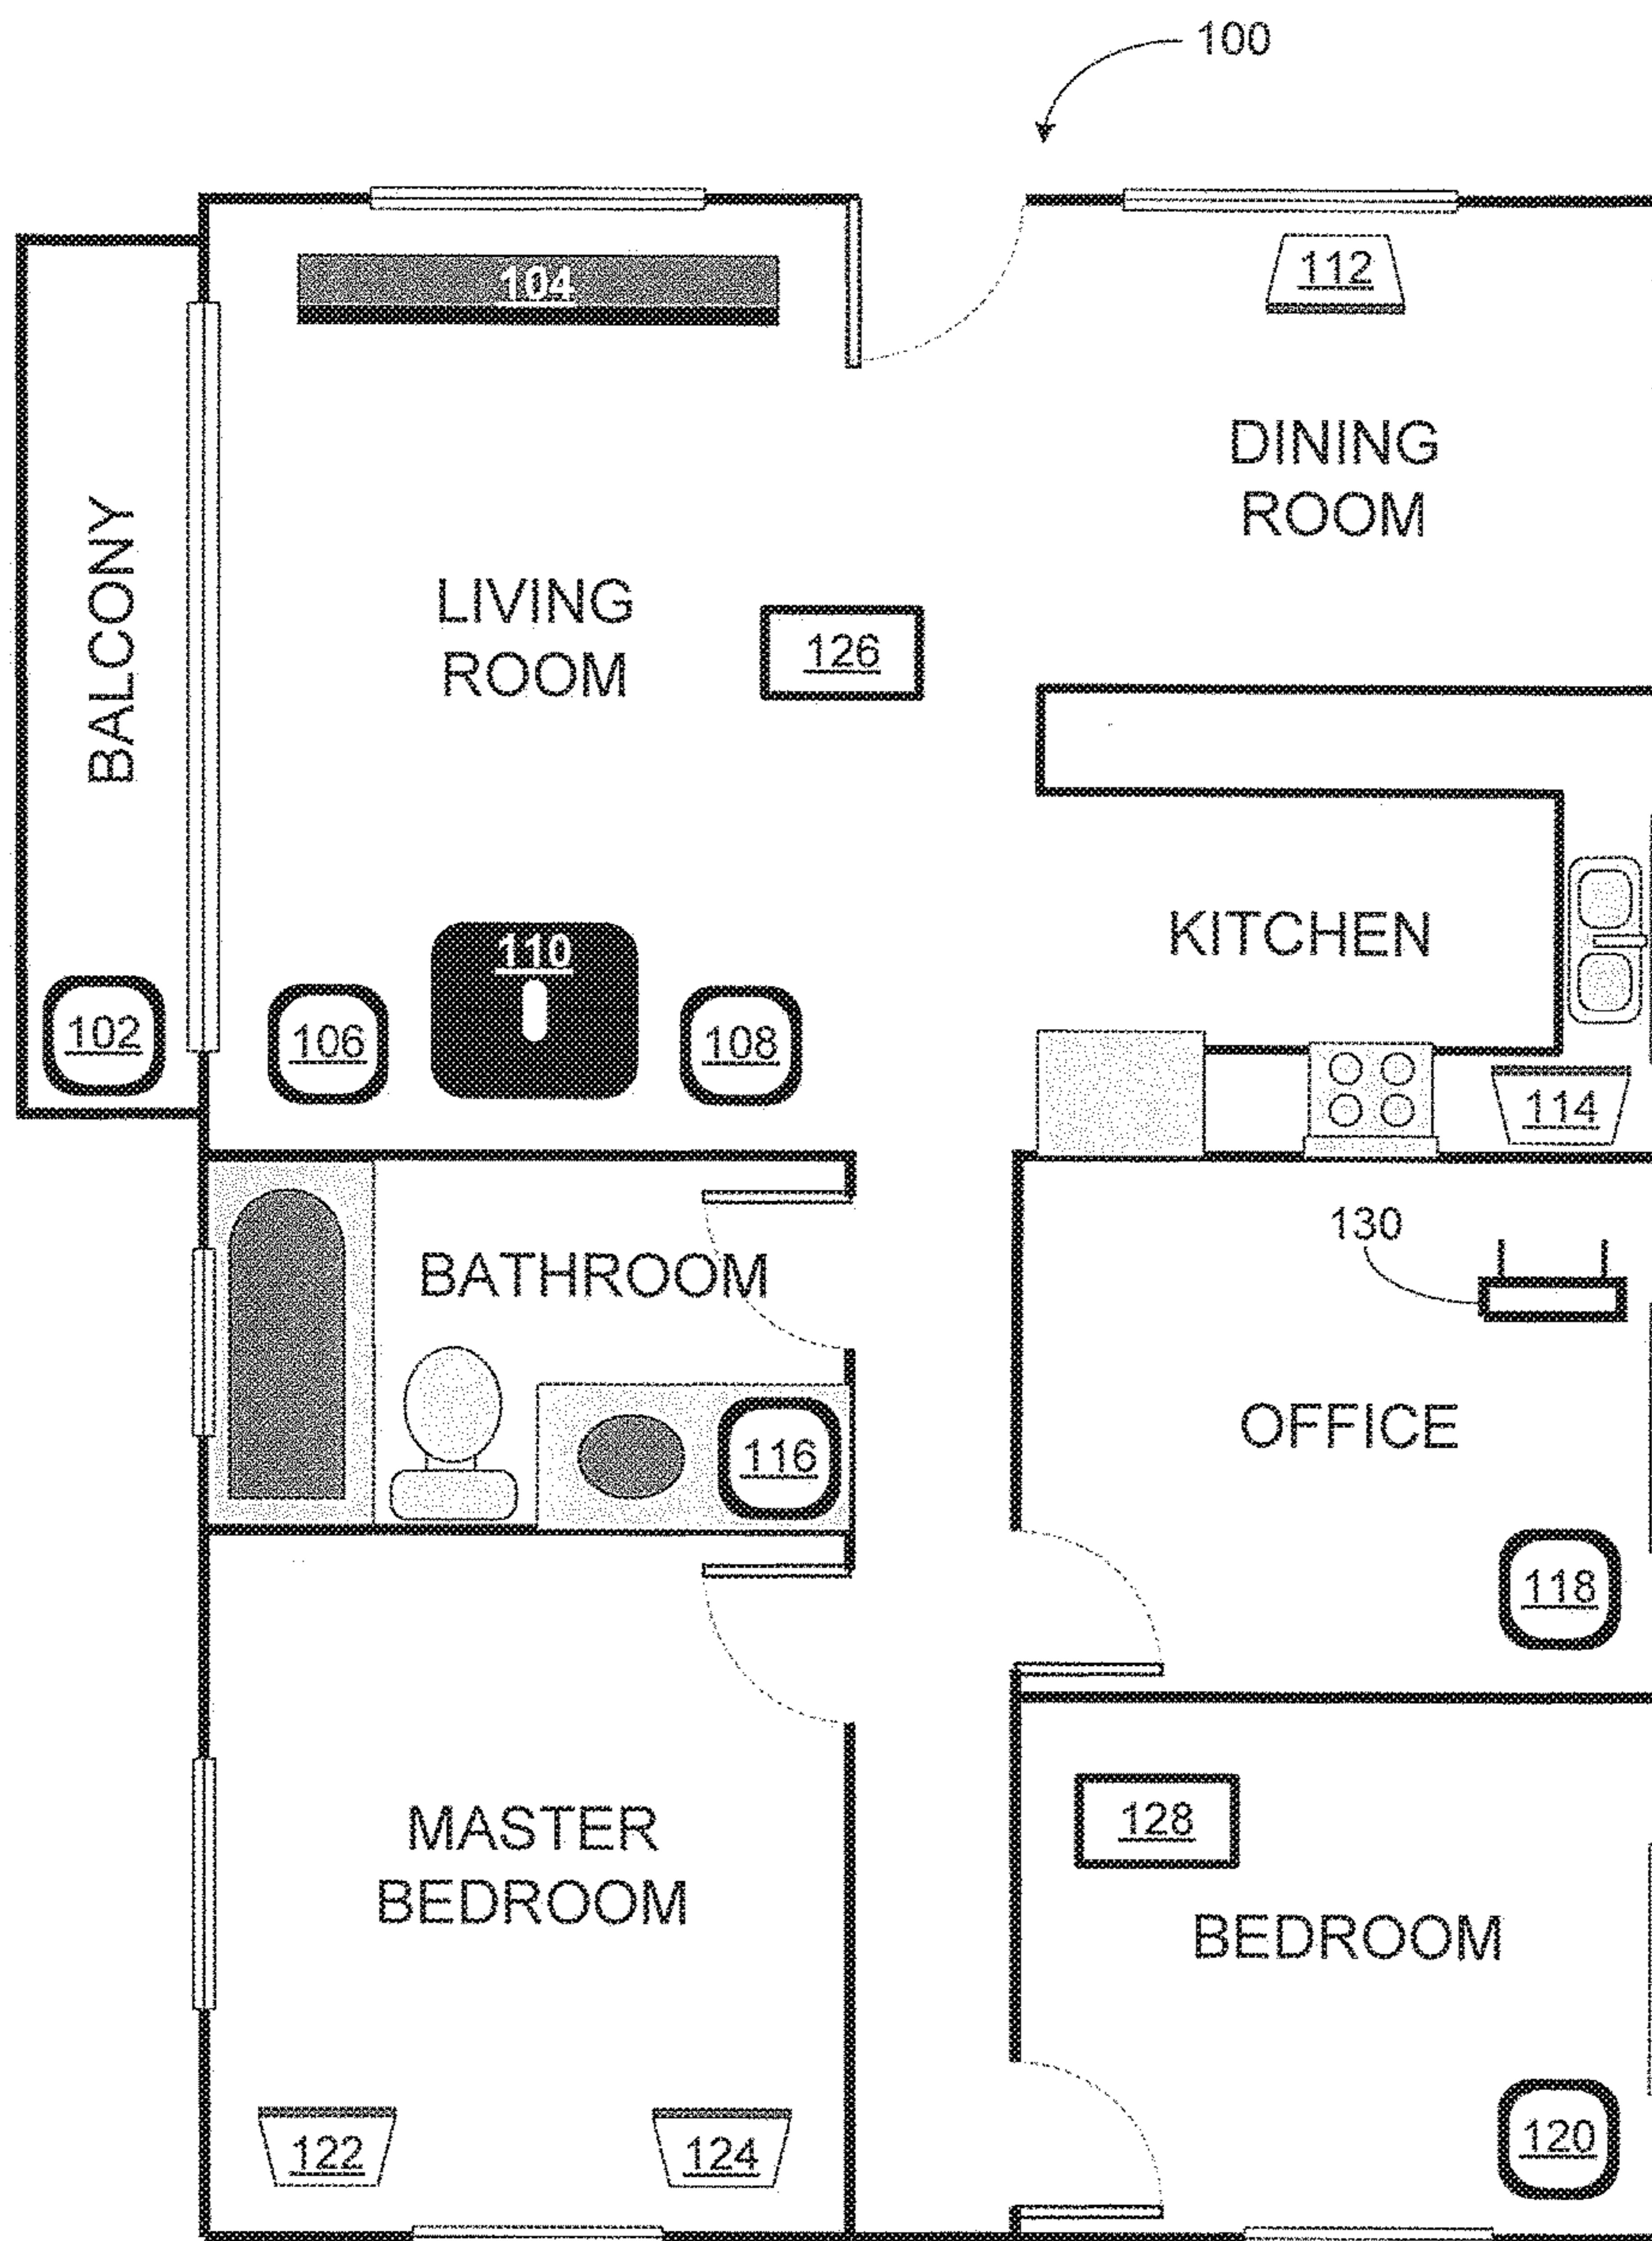 100
104
112
DINING
ROOM
BALCONY
LIVING
ROOM
126
KITCHEN
110
102
106
108
114
130
BATHROOM
OFFICE
116
118
128
MASTER
BEDROOM
BEDROOM
122
124
120